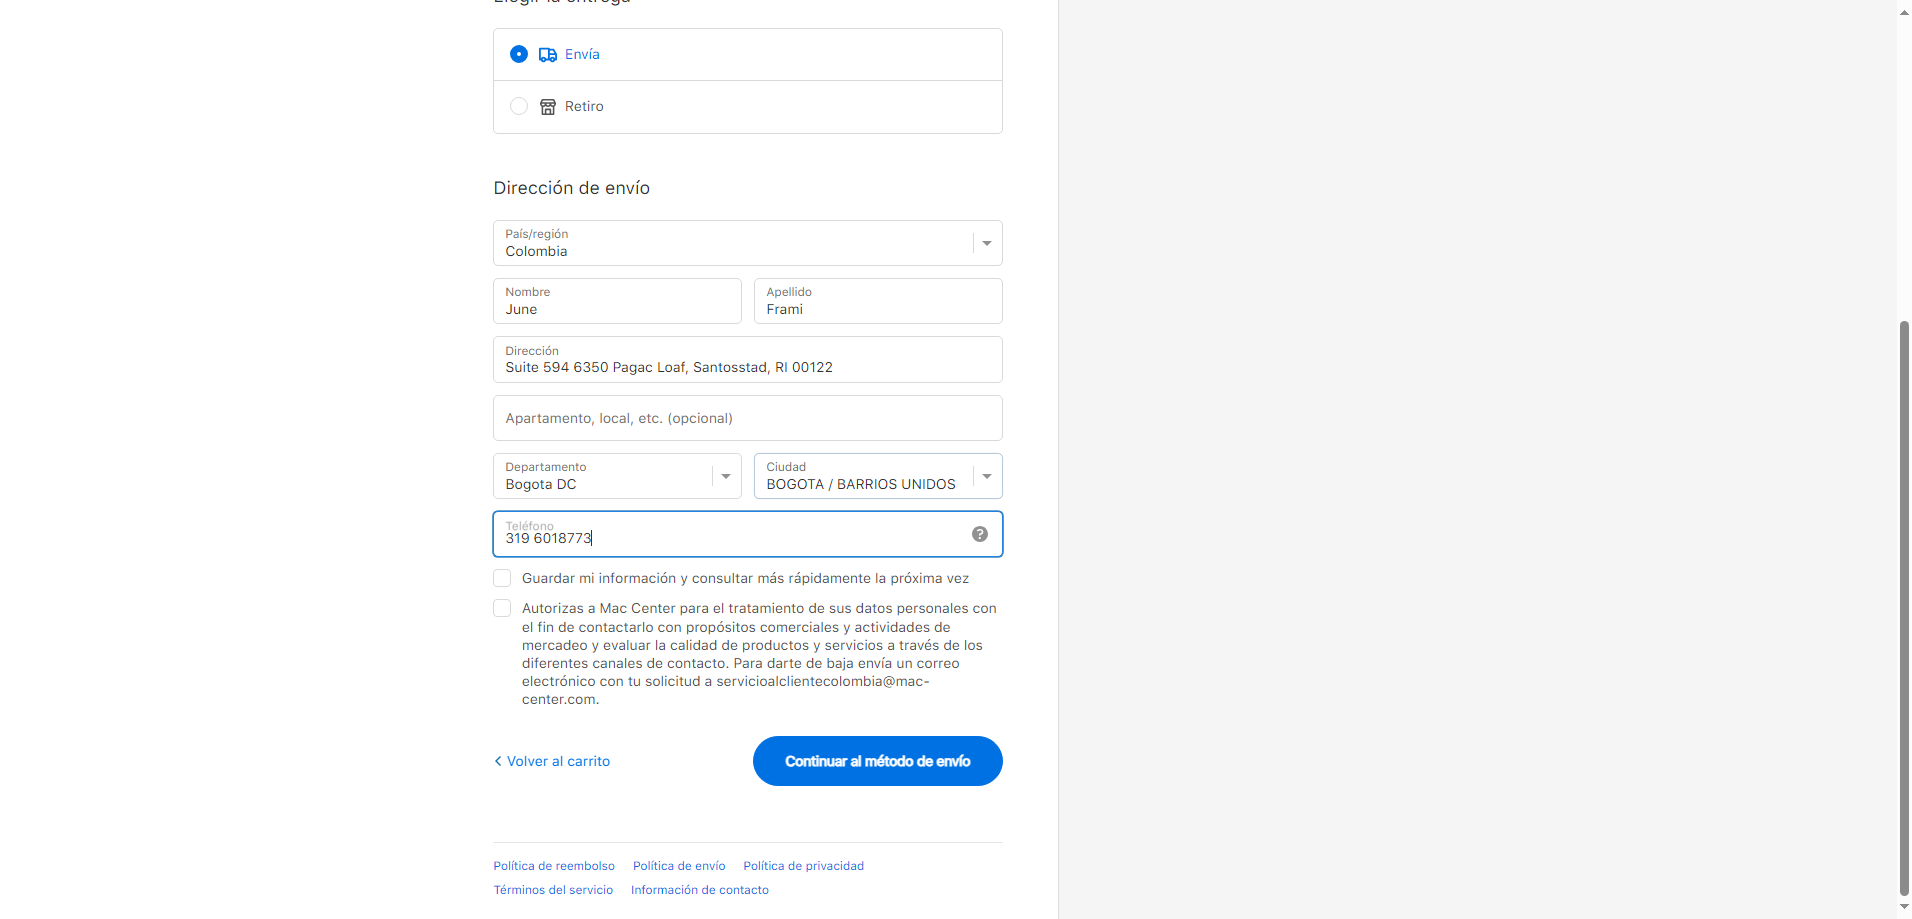 Elegir la entrega
Envía
Retiro
Dirección de envío
País/región
Colombia
Nombre
June
Apellido
Frami
Dirección
Suite 594 6350 Pagac Loaf, Santosstad, RI 00122
Apartamento, local, etc. (opcional)
Departamento
Bogota DC
Ciudad
BOGOTA / BARRIOS UNIDOS
Teléfono
319 6018773
Guardar mi información y consultar más rápidamente la próxima vez
Autorizas a Mac Center para el tratamiento de sus datos personales con
el fin de contactarlo con propósitos comerciales y actividades de
mercadeo y evaluar la calidad de productos y servicios a través de los
diferentes canales de contacto. Para darte de baja envía un correo
electrónico con tu solicitud a servicioalclientecolombia@mac-
center.com.
Volver al carrito
Continuar al método de envío
Política de reembolso Política de envío Política de privacidad
Términos del servicio Información de contacto